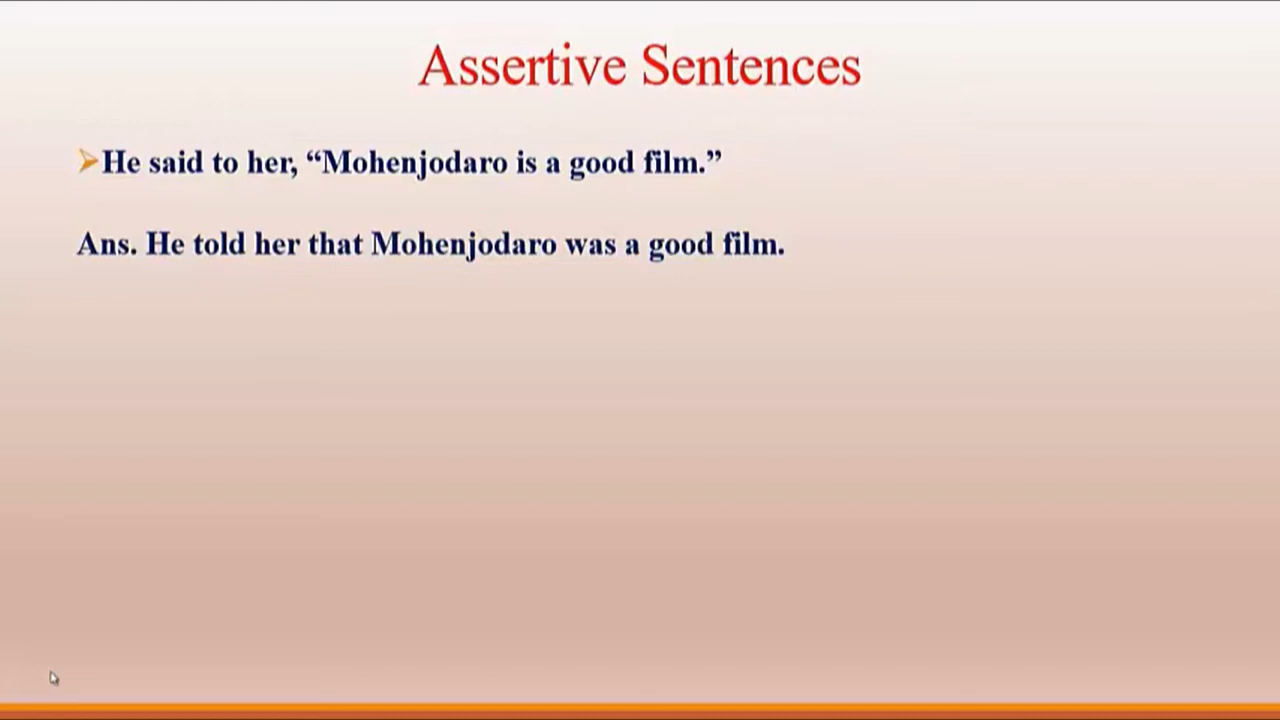 Assertive Sentences
➢He said to her, “Mohenjodaro is a good film.”
Ans. He told her that Mohenjodaro was a good film.